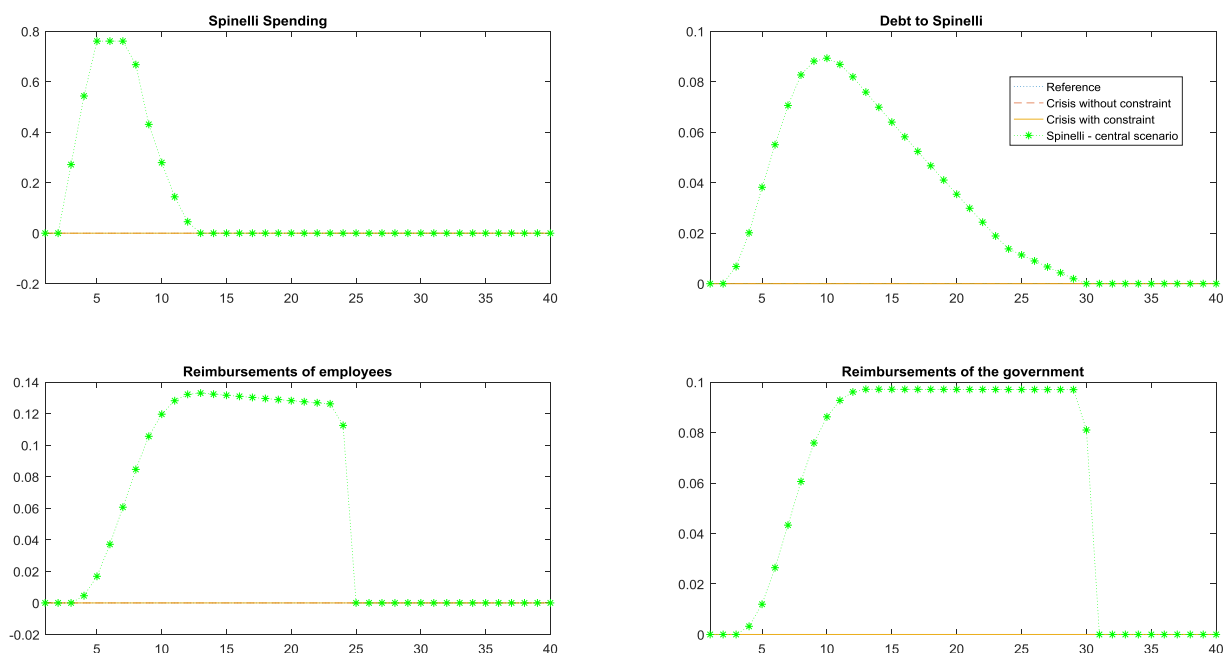 Spinelli Spending
0.8
0.6
0.4
0.2
0
-0.2
5 10 15 20 25 30 35 40
Debt to Spinelli
0.1
0.08
0.06
0.04
0.02
0
5 10 15 20 25 30 35 40
Reference
Crisis without constraint
Crisis with constraint
Spinelli - central scenario
Reimbursements of employees
0.14
0.12
0.1
0.08
0.06
0.04
0.02
0
-0.02
5 10 15 20 25 30 35 40
Reimbursements of the government
0.1
0.08
0.06
0.04
0.02
0
5 10 15 20 25 30 35 40